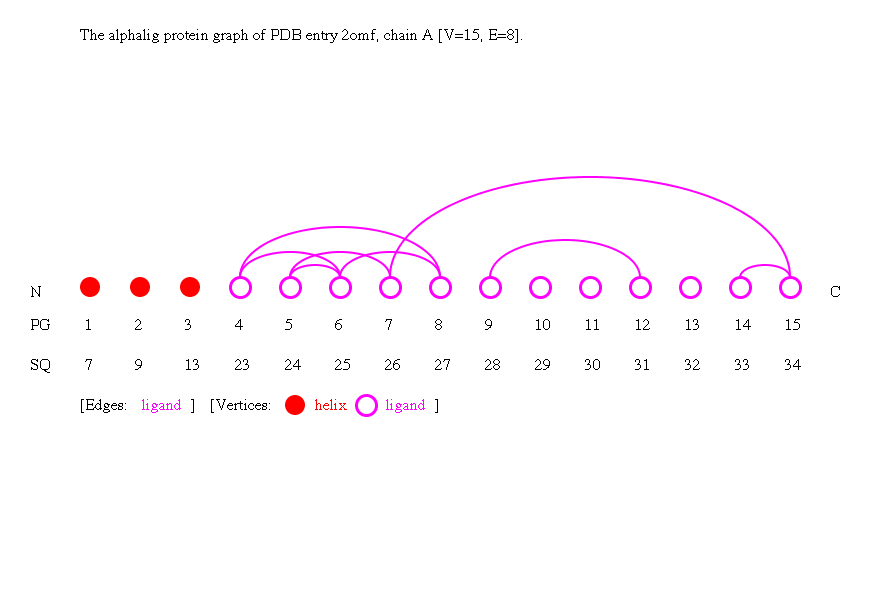 The alphalig protein graph of PDB entry 2omf, chain A [V=15, E=8].
N C
PG 1 2 3 4 5 6 7 8 9 10 11 12 13 14 15
SQ 7 9 13 23 24 25 26 27 28 29 30 31 32 33 34
[Edges: ligand ] [Vertices: helix ligand ]